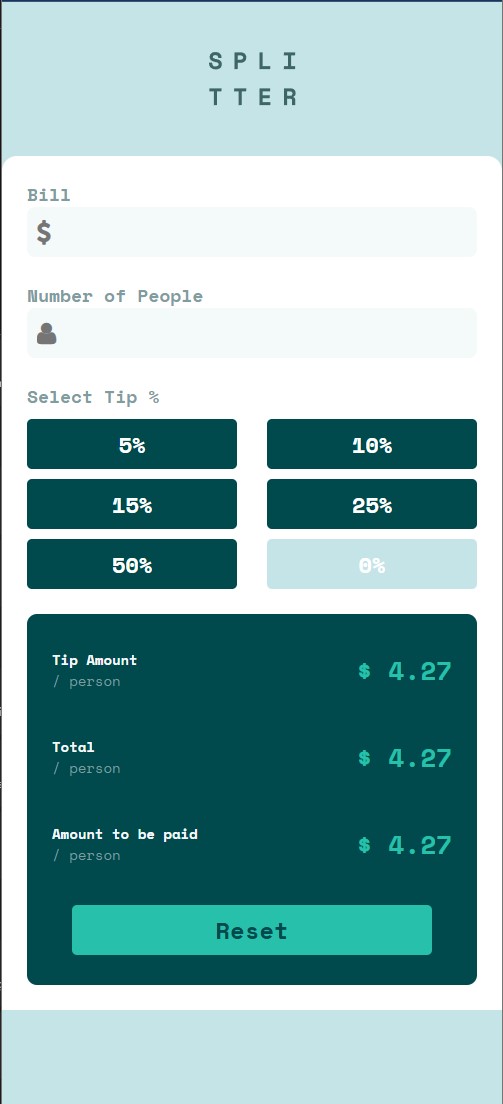 SPLI
TTER
Bill
$
Number of People
Select Tip %
5% 10%
15% 25%
50% 0%
Tip Amount
/ person
$ 4.27
Total
/ person
$ 4.27
Amount to be paid
/ person
$ 4.27
Reset